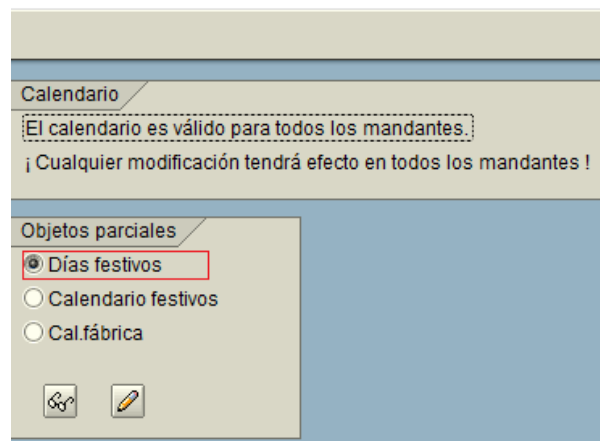 Calendario
El calendario es válido para todos los mandantes.
¡ Cualquier modificación tendrá efecto en todos los mandantes !
Objetos parciales
Días festivos
Calendario festivos
Cal.fábrica